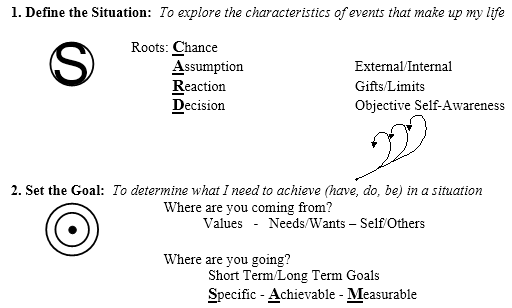 1. Define the Situation: To explore the characteristics of events that make up my life
S
Roots: Chance
Assumption External/Internal
Reaction Gifts/Limits
Decision Objective Self-Awareness
2. Set the Goal: To determine what I need to achieve (have, do, be) in a situation
Where are you coming from?
Values - Needs/Wants – Self/Others
Where are you going?
Short Term/Long Term Goals
Specific - Achievable - Measurable